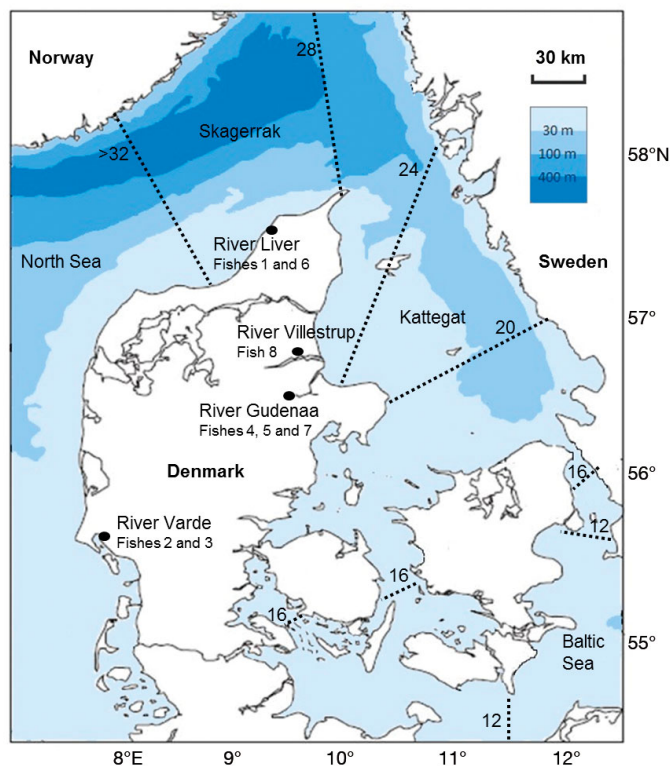 Norway
28
30 km
30 m
100 m
400 m
Skagerrak
>32
58°N
24
River Liver
Fishes 1 and 6
North Sea
Sweden
Kattegat
57°
20
River Villestrup
Fish 8
River Gudenaa
Fishes 4, 5 and 7
Denmark
56°
16
River Varde
Fishes 2 and 3
12
16
16
Baltic
Sea
55°
12
8°E
9°
10°
11°
12°